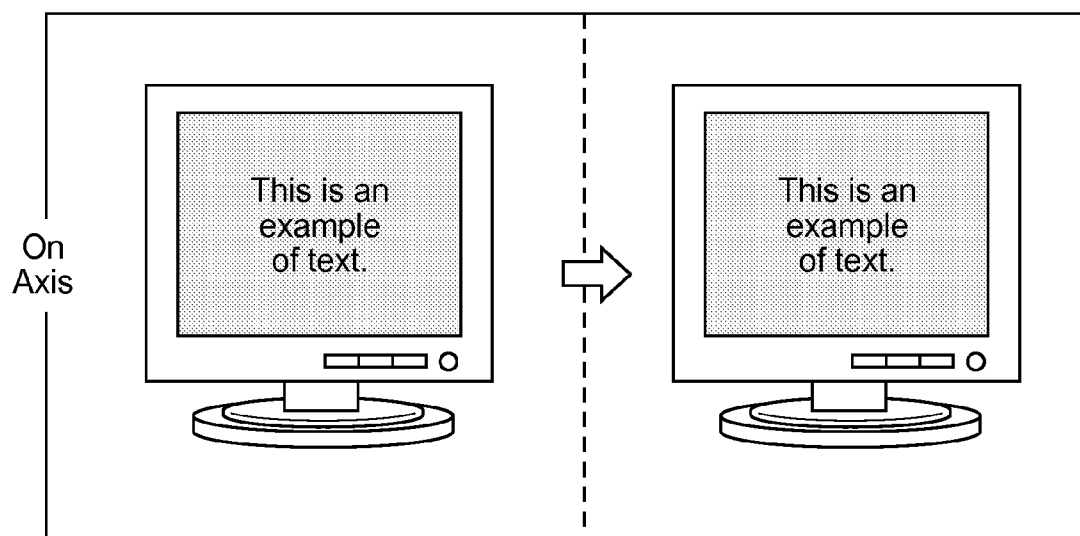 On
Axis
This is an
example
of text.
This is an
example
of text.